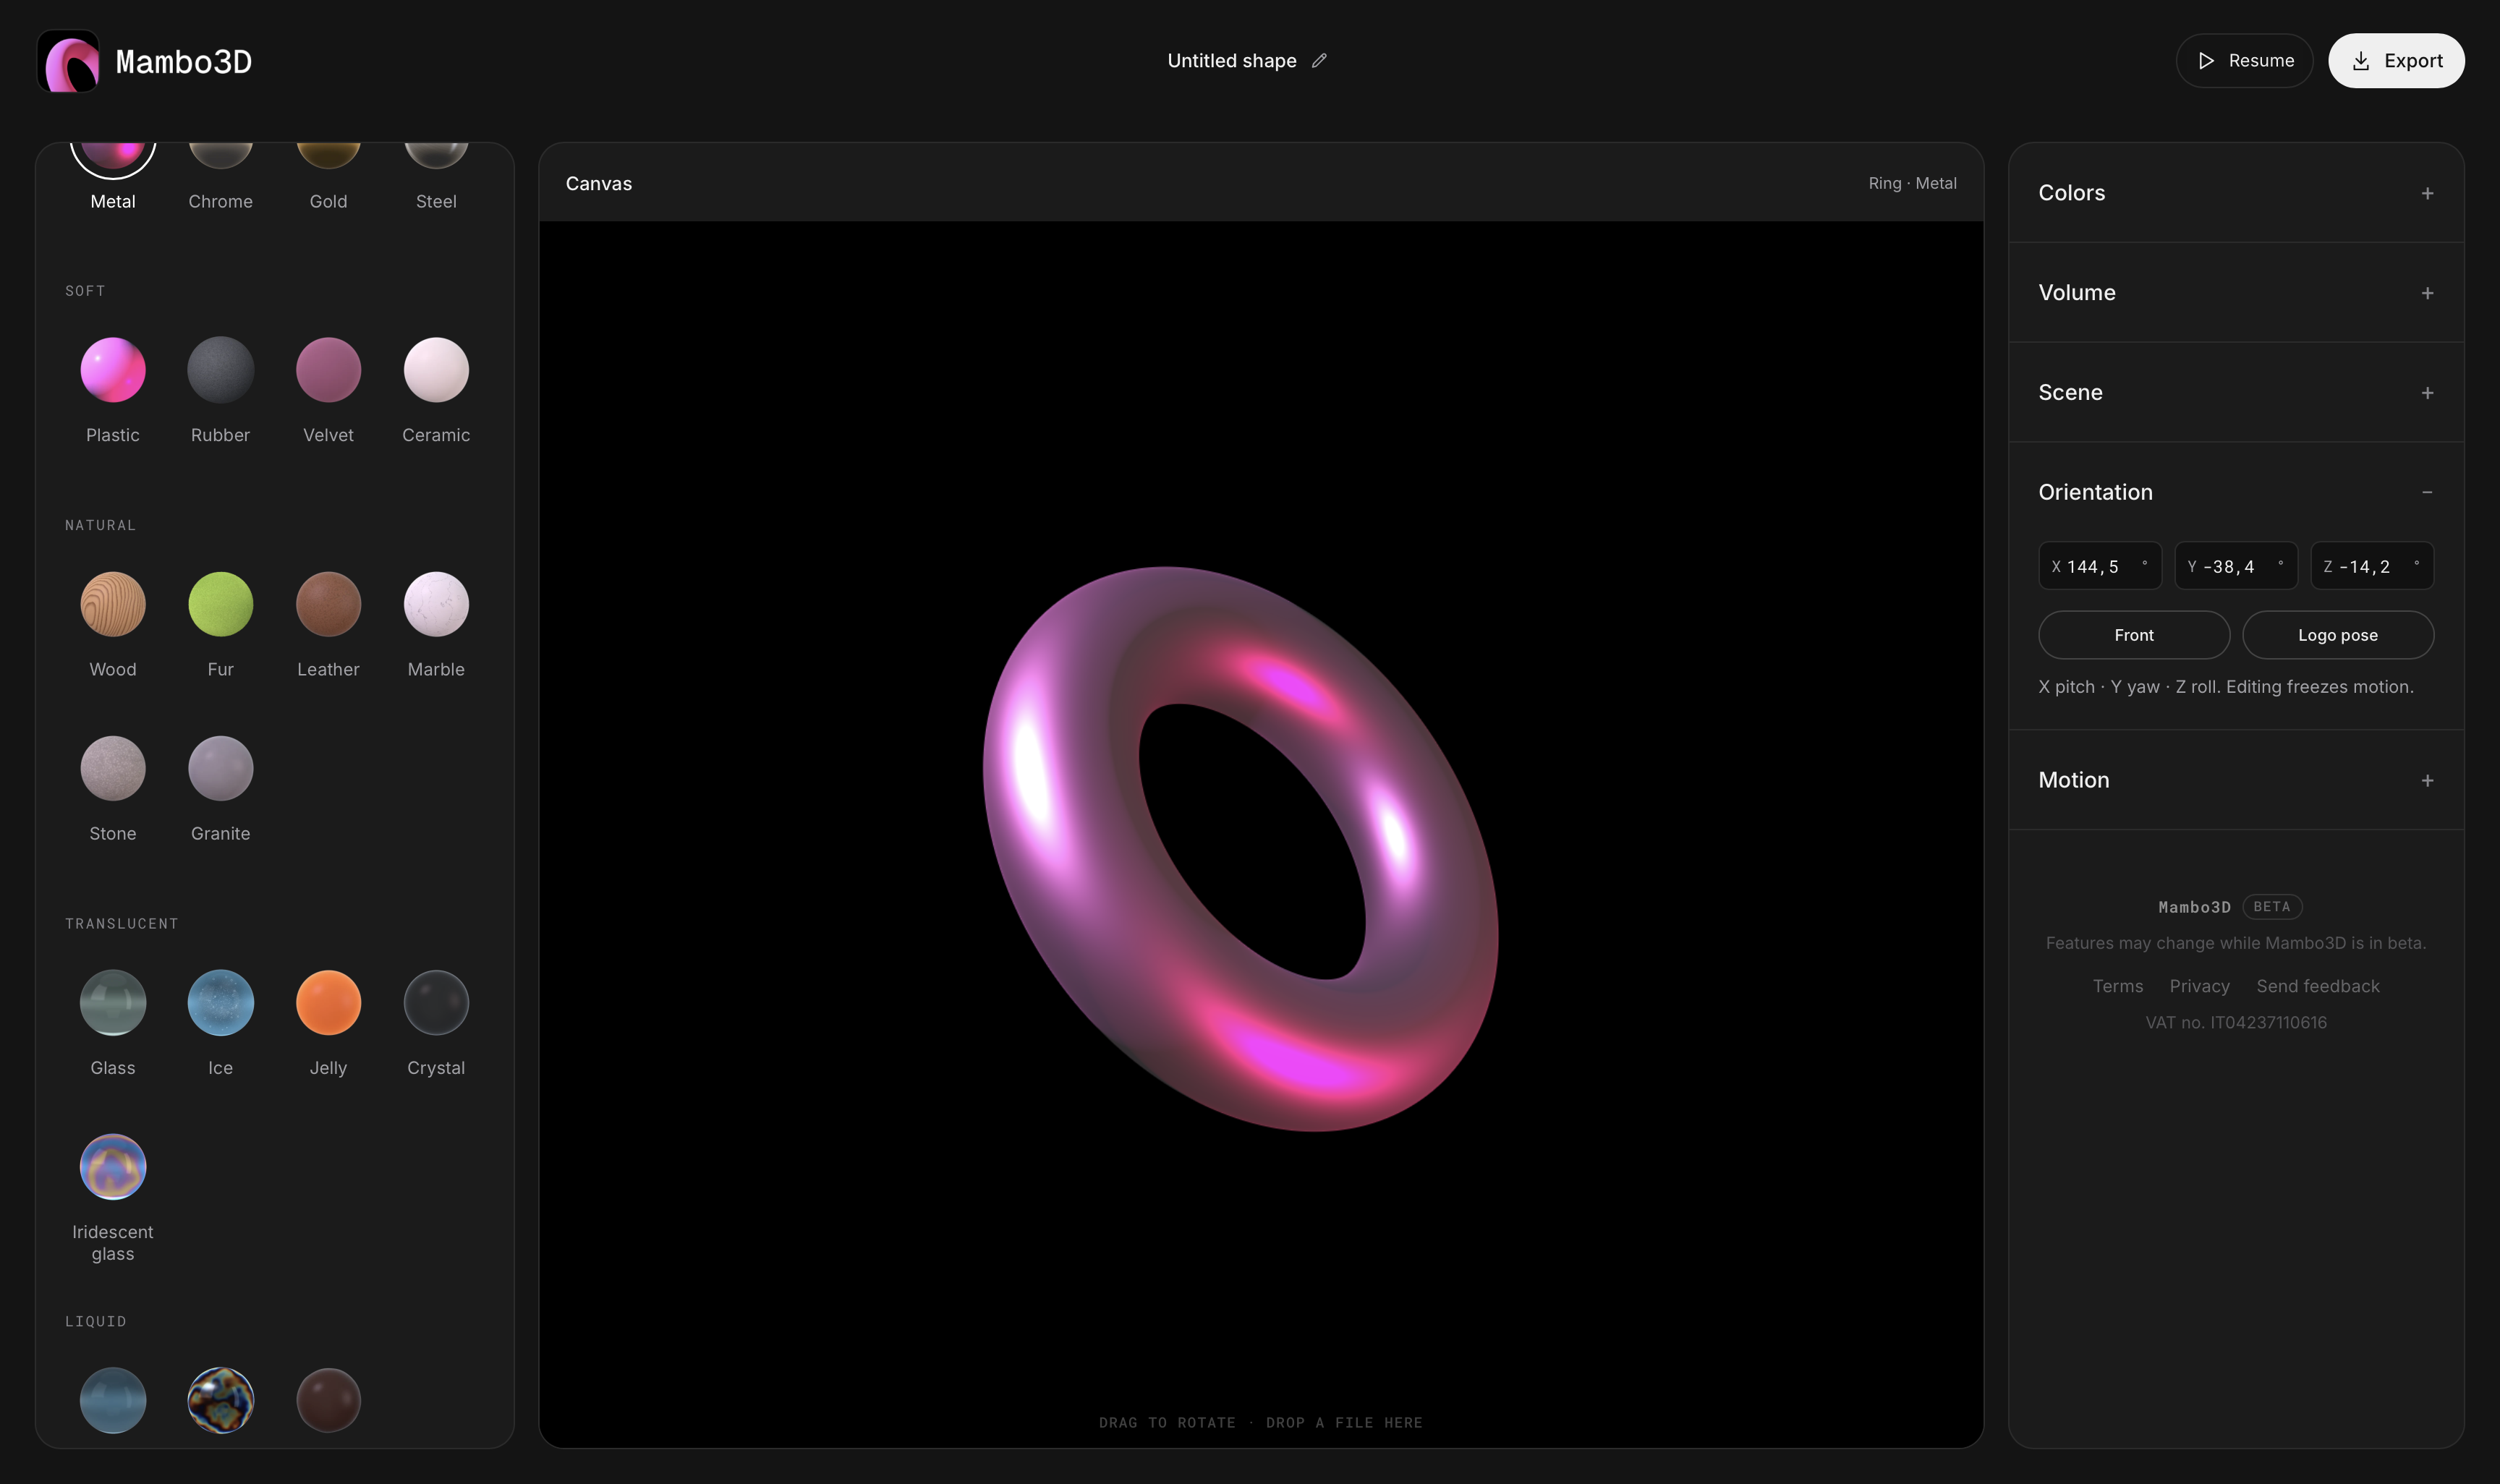 Mambo3D
Untitled shape
Resume
Export
Metal
Chrome
Gold
Steel
SOFT
Plastic
Rubber
Velvet
Ceramic
NATURAL
Wood
Fur
Leather
Marble
Stone
Granite
TRANSLUCENT
Glass
Ice
Jelly
Crystal
Iridescent
glass
LIQUID
Canvas
Ring · Metal
DRAG TO ROTATE · DROP A FILE HERE
Colors +
Volume +
Scene +
Orientation −
X 144,5 °
Y -38,4 °
Z -14,2 °
Front
Logo pose
X pitch · Y yaw · Z roll. Editing freezes motion.
Motion +
Mambo3D BETA
Features may change while Mambo3D is in beta.
Terms Privacy Send feedback
VAT no. IT04237110616